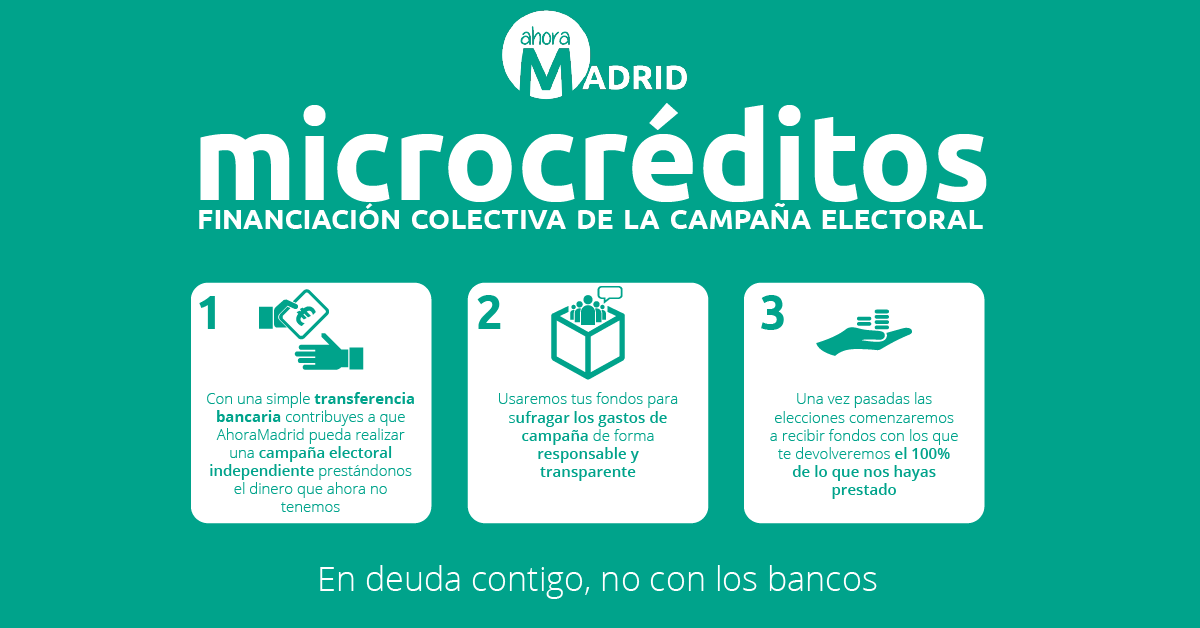 ahora
MADRID
microcréditos
FINANCIACIÓN COLECTIVA DE LA CAMPAÑA ELECTORAL
1
Con una simple transferencia
bancaria contribuyes a que
AhoraMadrid pueda realizar
una campaña electoral
independiente prestándonos
el dinero que ahora no
tenemos
2
Usaremos tus fondos para
sufragar los gastos de
campaña de forma
responsable y
transparente
3
Una vez pasadas las
elecciones comenzaremos
a recibir fondos con los que
te devolveremos el 100%
de lo que nos hayas
prestado
En deuda contigo, no con los bancos